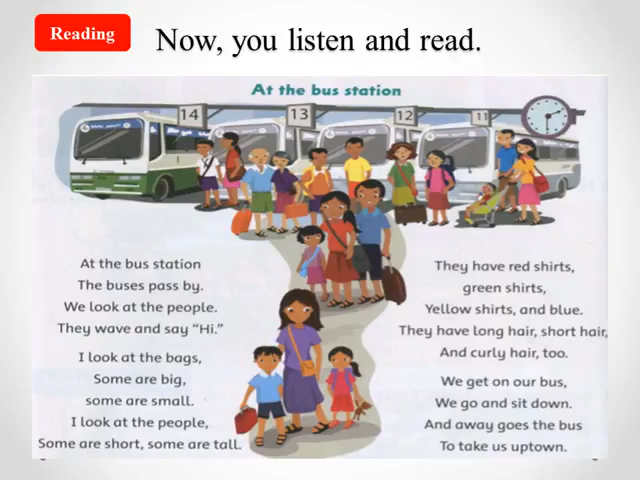 Reading
Now, you listen and read.
At the bus station
14
13
12
11
At the bus station
The buses pass by.
We look at the people.
They wave and say “Hi.”
I look at the bags,
Some are big,
some are small.
I look at the people,
Some are short, some are tall.
They have red shirts,
green shirts,
Yellow shirts, and blue.
They have long hair, short hair,
And curly hair, too.
We get on our bus,
We go and sit down.
And away goes the bus
To take us uptown.